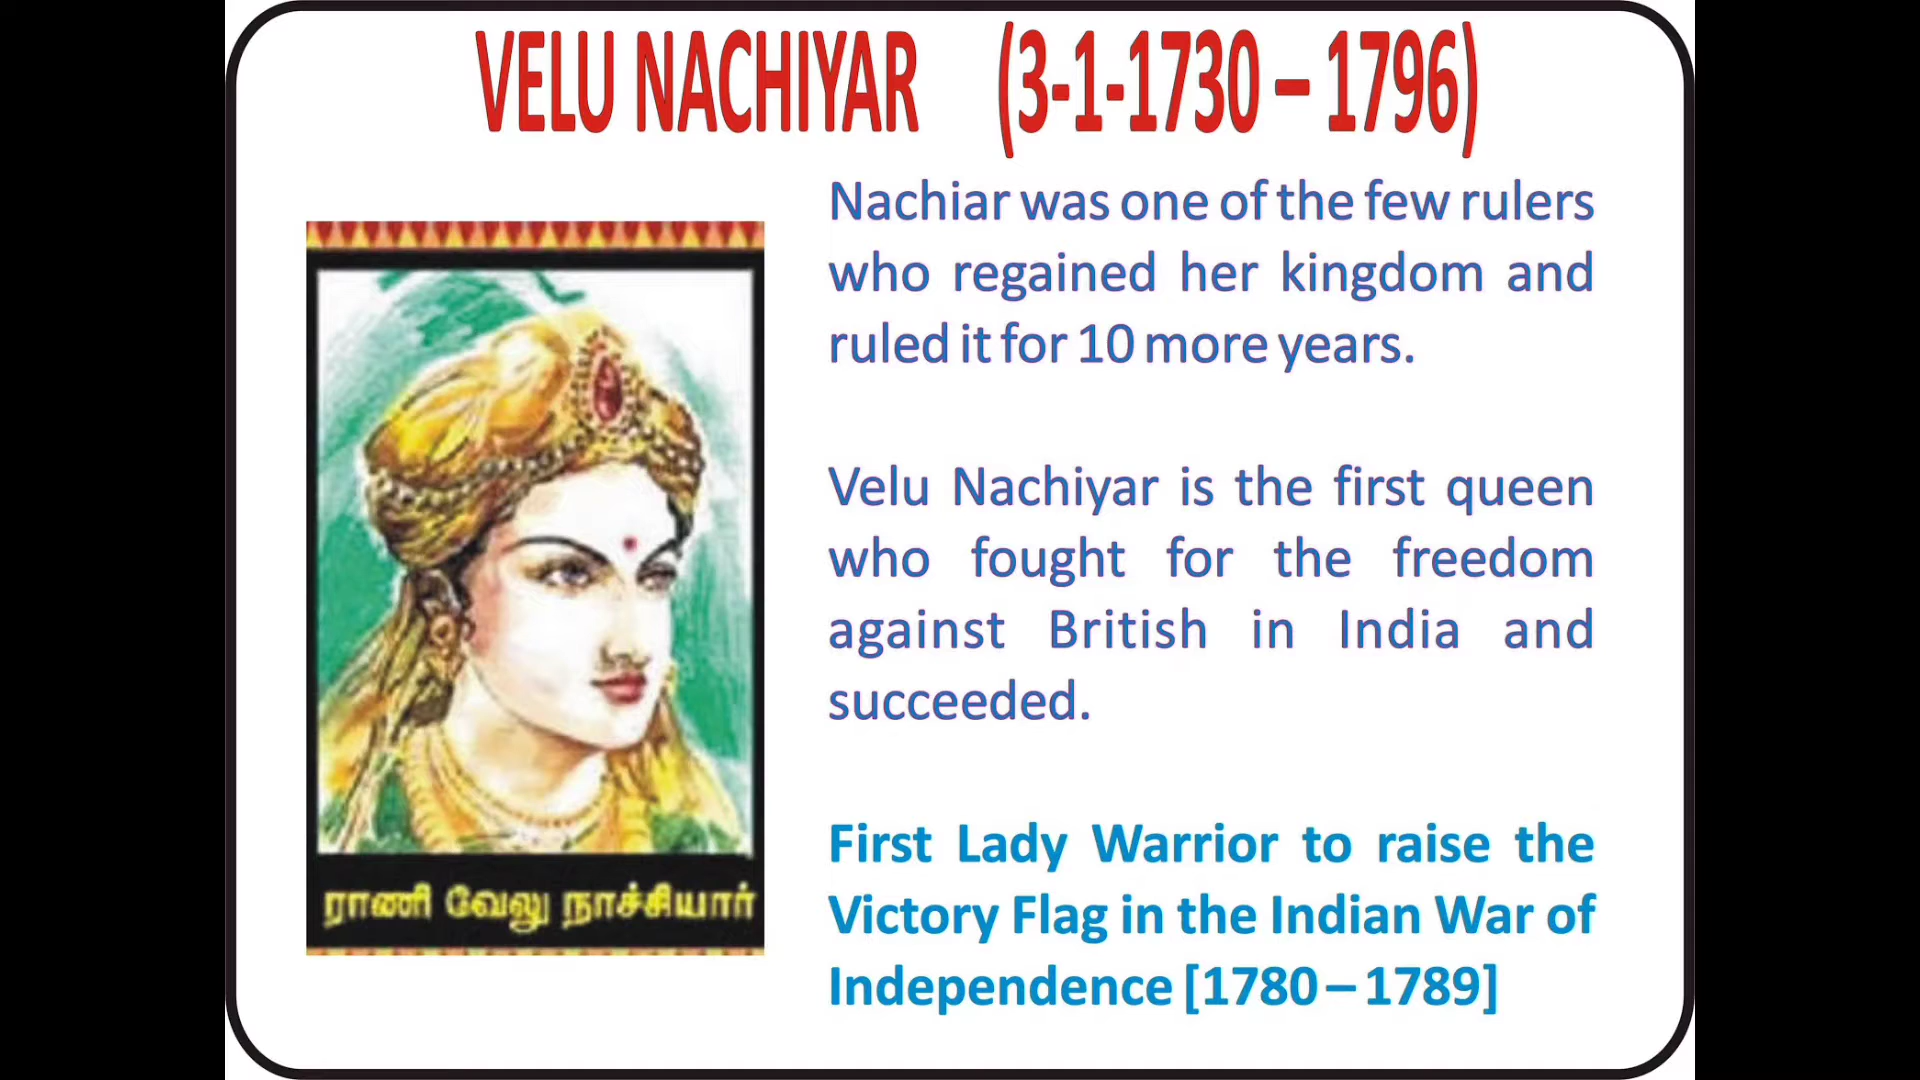 VELU NACHIYAR (3-1-1730 – 1796)
Nachiar was one of the few rulers
who regained her kingdom and
ruled it for 10 more years.
Velu Nachiyar is the first queen
who fought for the freedom
against British in India and
succeeded.
First Lady Warrior to raise the
Victory Flag in the Indian War of
Independence [1780 – 1789]
ராணி வேலு நாச்சியார்